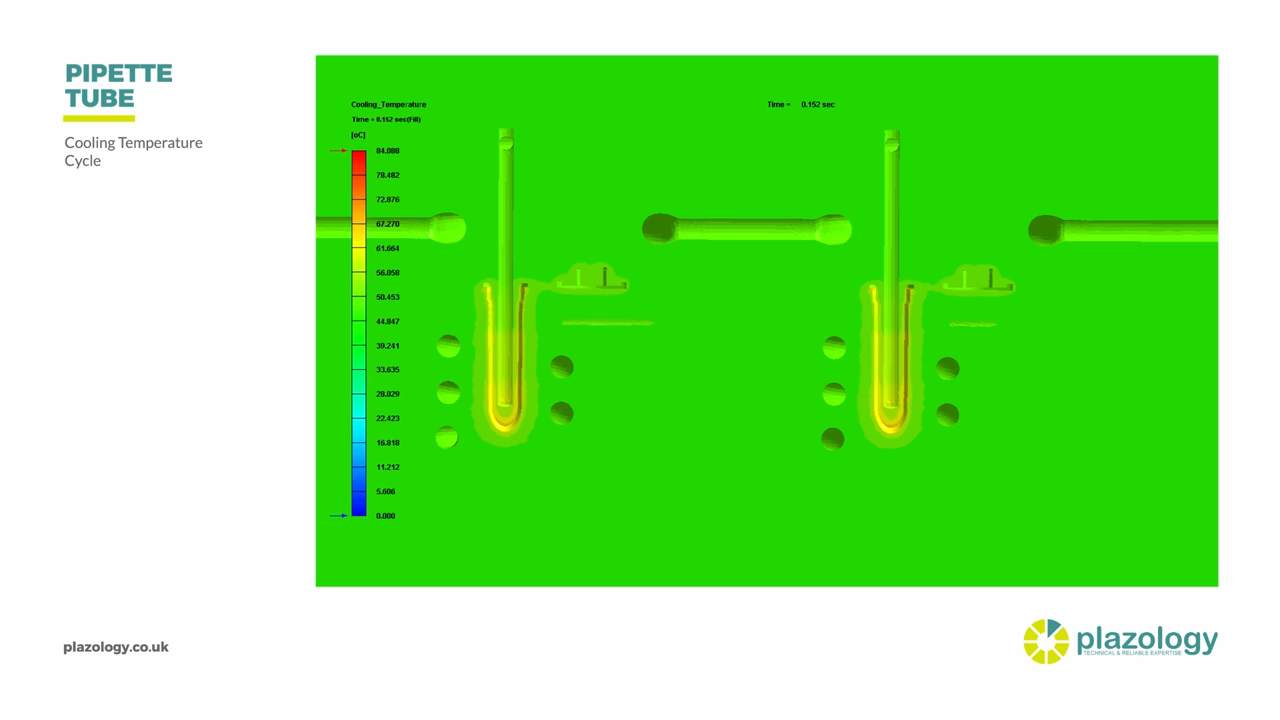 PIPETTE
TUBE
Cooling Temperature
Cycle
Cooling_Temperature
Time = 0.152 sec(Fill)
[oC]
84.088
78.482
72.876
67.270
61.664
56.058
50.453
44.847
39.241
33.635
28.029
22.423
16.818
11.212
5.606
0.000
Time = 0.152 sec
plazology.co.uk
plazology
TECHNICAL & RELIABLE EXPERTISE